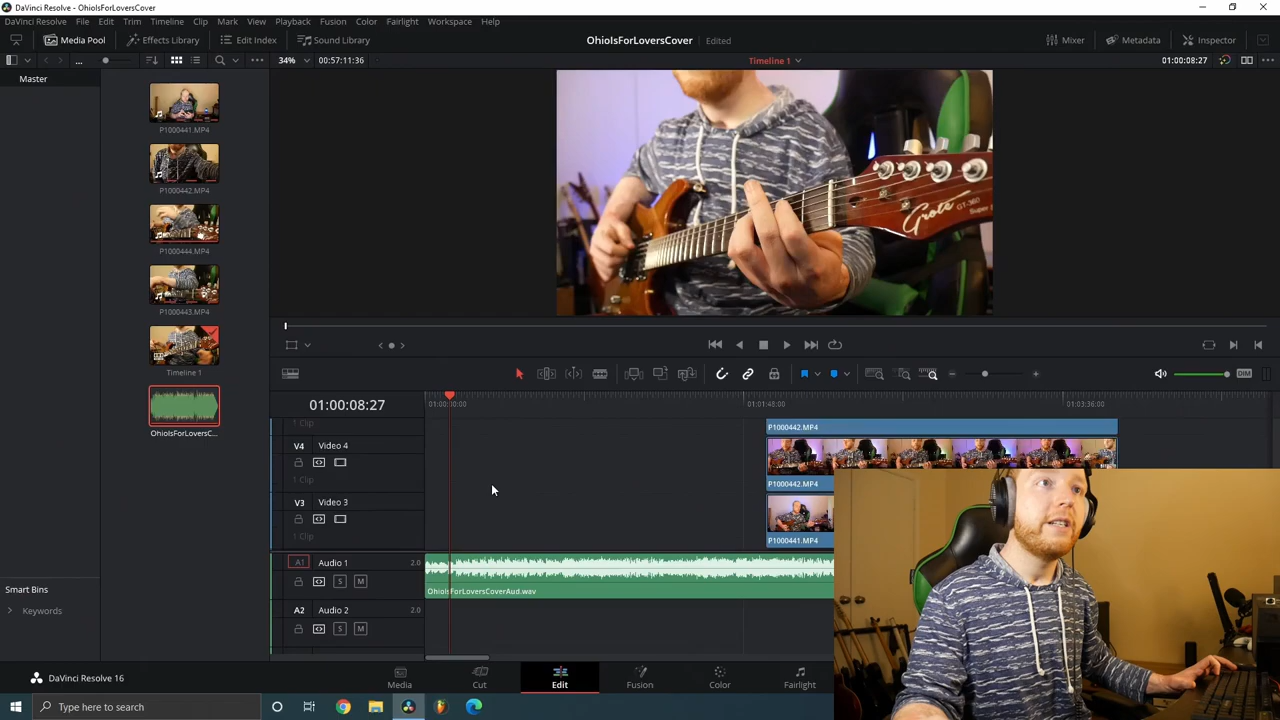 DaVinci Resolve - OhioIsForLoversCover
DaVinci Resolve File Edit Trim Timeline Clip Mark View Playback Fusion Color Fairlight Workspace Help
Media Pool Effects Library Edit Index Sound Library OhioIsForLoversCover Edited Mixer Metadata Inspector
... 34% 00:57:11:36 Timeline 1 01:00:08:27
Master
P1000441.MP4
P1000442.MP4
P1000444.MP4
P1000443.MP4
Timeline 1
OhioIsForLoversC...
Grote
GT-360
DIM
01:00:08:27 01:00:00:00 01:01:48:00 01:03:36:00
1 Clip
P1000442.MP4
V4 Video 4
1 Clip
P1000442.MP4
V3 Video 3
1 Clip
P1000441.MP4
A1 Audio 1 2.0
S M
OhioIsForLoversCoverAud.wav
A2 Audio 2 2.0
S M
Smart Bins
Keywords
DaVinci Resolve 16
Media Cut Edit Fusion Color Fairlight
Type here to search